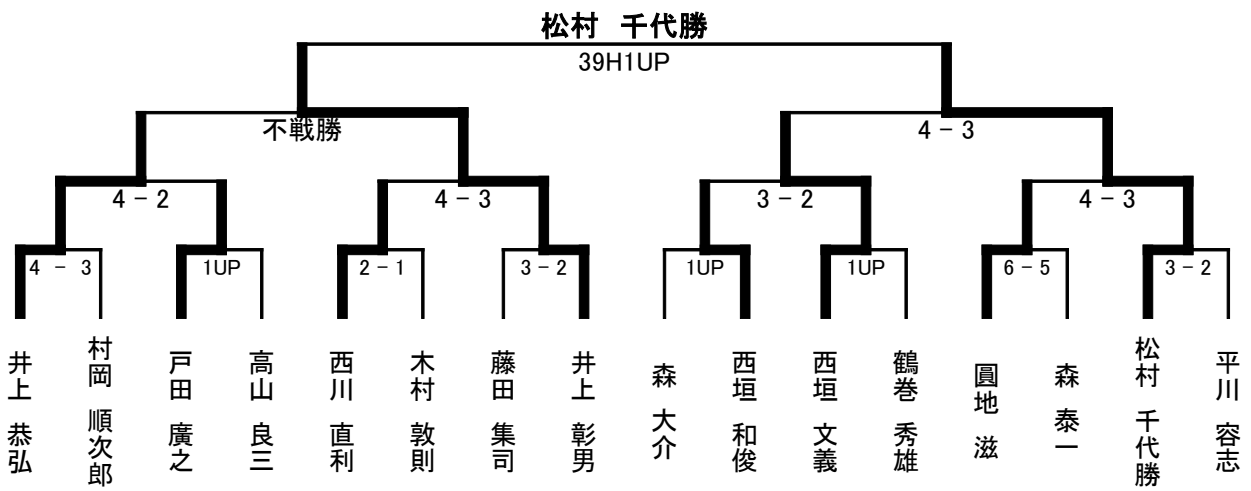 松村 千代勝
39H1UP
不戦勝
4－3
4－2
4－3
3－2
4－3
4－3
1UP
2－1
3－2
1UP
1UP
6－5
3－2
井上 恭弘
村岡 順次郎
戸田 廣之
高山 良三
西川 直利
木村 敦則
藤田 集司
井上 彰男
森 大介
西垣 和俊
西垣 文義
鶴巻 秀雄
圓地 滋
森 泰一
松村 千代勝
平川 容志